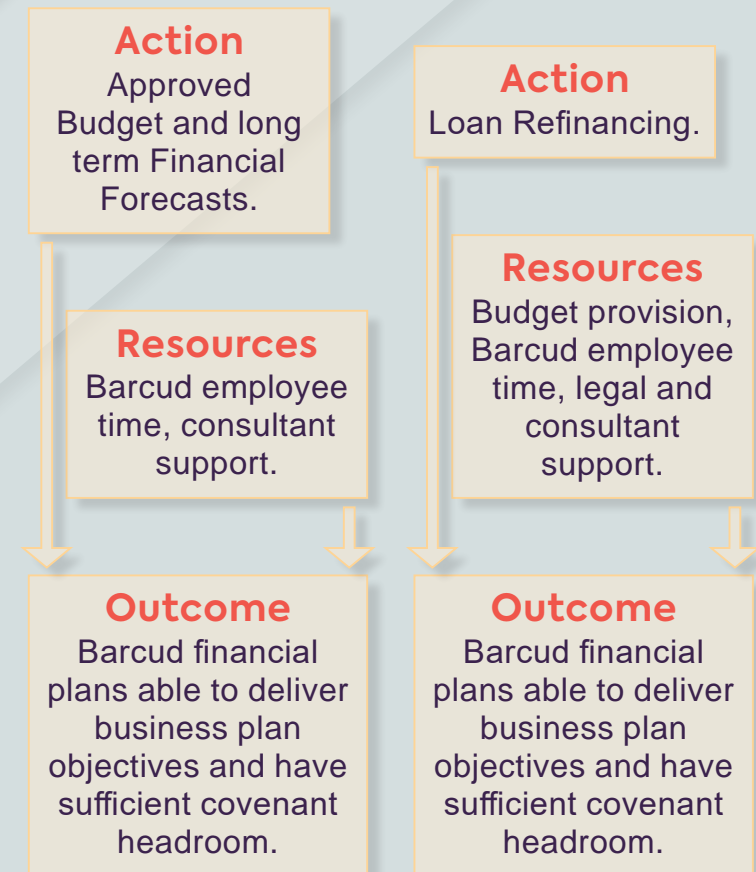 Action
Approved
Budget and long
term Financial
Forecasts.
Resources
Barcud employee
time, consultant
support.
Outcome
Barcud financial
plans able to deliver
business plan
objectives and have
sufficient covenant
headroom.
Action
Loan Refinancing.
Resources
Budget provision,
Barcud employee
time, legal and
consultant
support.
Outcome
Barcud financial
plans able to deliver
business plan
objectives and have
sufficient covenant
headroom.